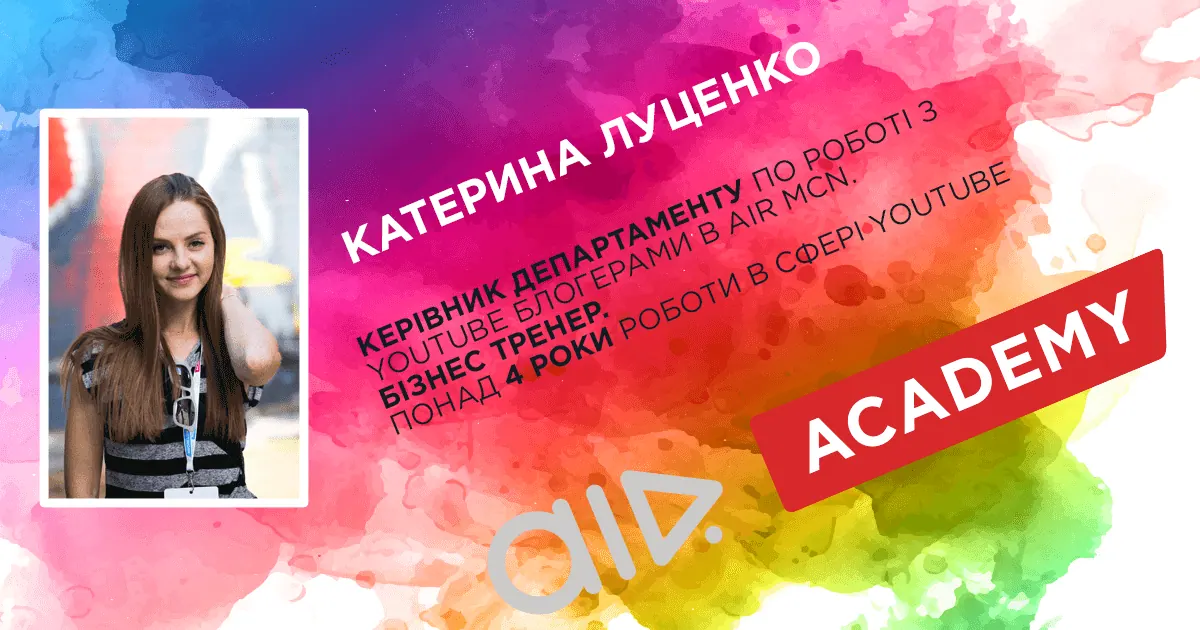 КАТЕРИНА ЛУЦЕНКО
КЕРІВНИК ДЕПАРТАМЕНТУ ПО РОБОТІ З
YOUTUBE БЛОГЕРАМИ В AIR MCN.
БІЗНЕС ТРЕНЕР.
ПОНАД 4 РОКИ РОБОТИ В СФЕРІ YOUTUBE
ACADEMY
air